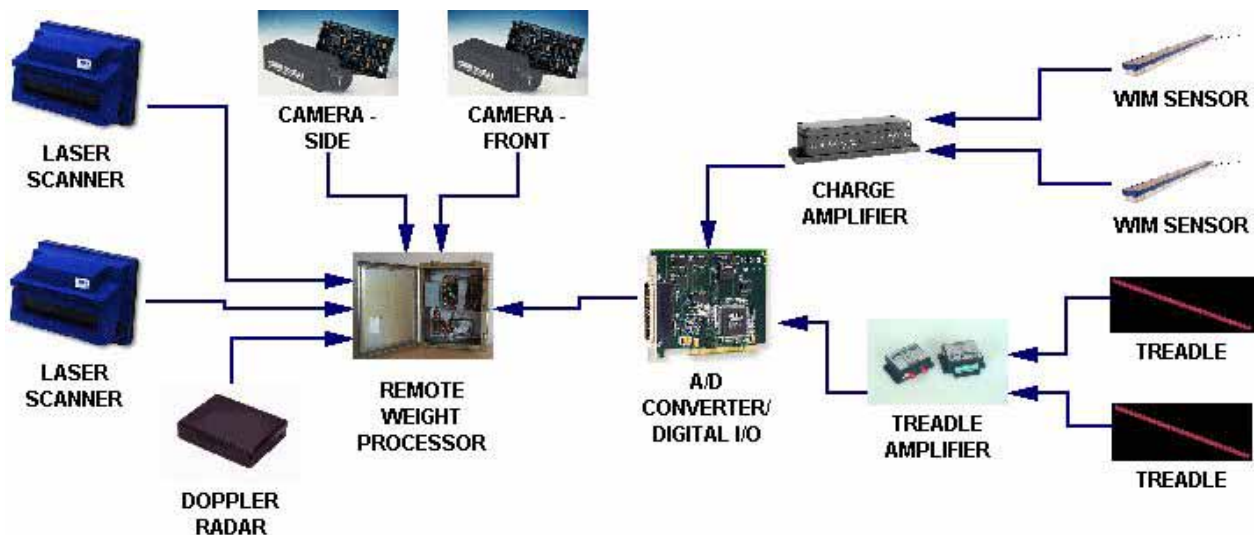 LASER
SCANNER
CAMERA -
SIDE
CAMERA -
FRONT
WIM SENSOR
CHARGE
AMPLIFIER
WIM SENSOR
LASER
SCANNER
REMOTE
WEIGHT
PROCESSOR
A/D
CONVERTER/
DIGITAL I/O
TREADLE
AMPLIFIER
TREADLE
TREADLE
DOPPLER
RADAR